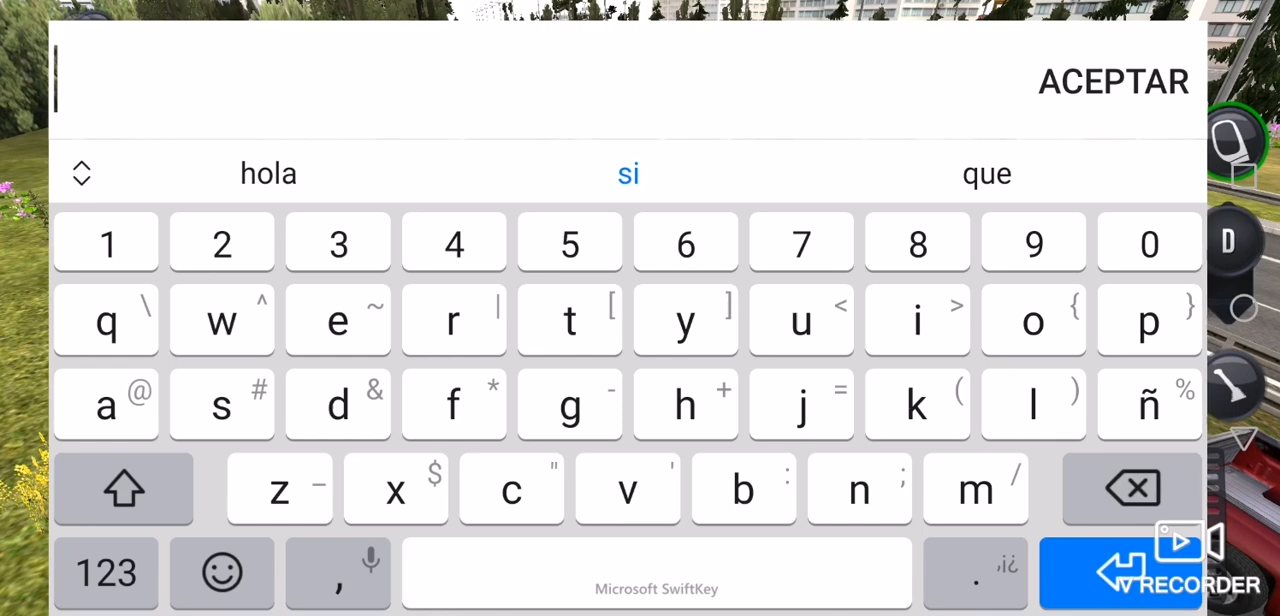 ACEPTAR
hola si que
1 2 3 4 5 6 7 8 9 0
q \ w ^ e ~ r | t [ y ] u < i > o { p }
a @ s # d & f * g - h + j = k ( l ) ñ %
z _ x $ c " v ' b : n ; m /
123 , Microsoft SwiftKey . ,¡¿
D
V RECORDER